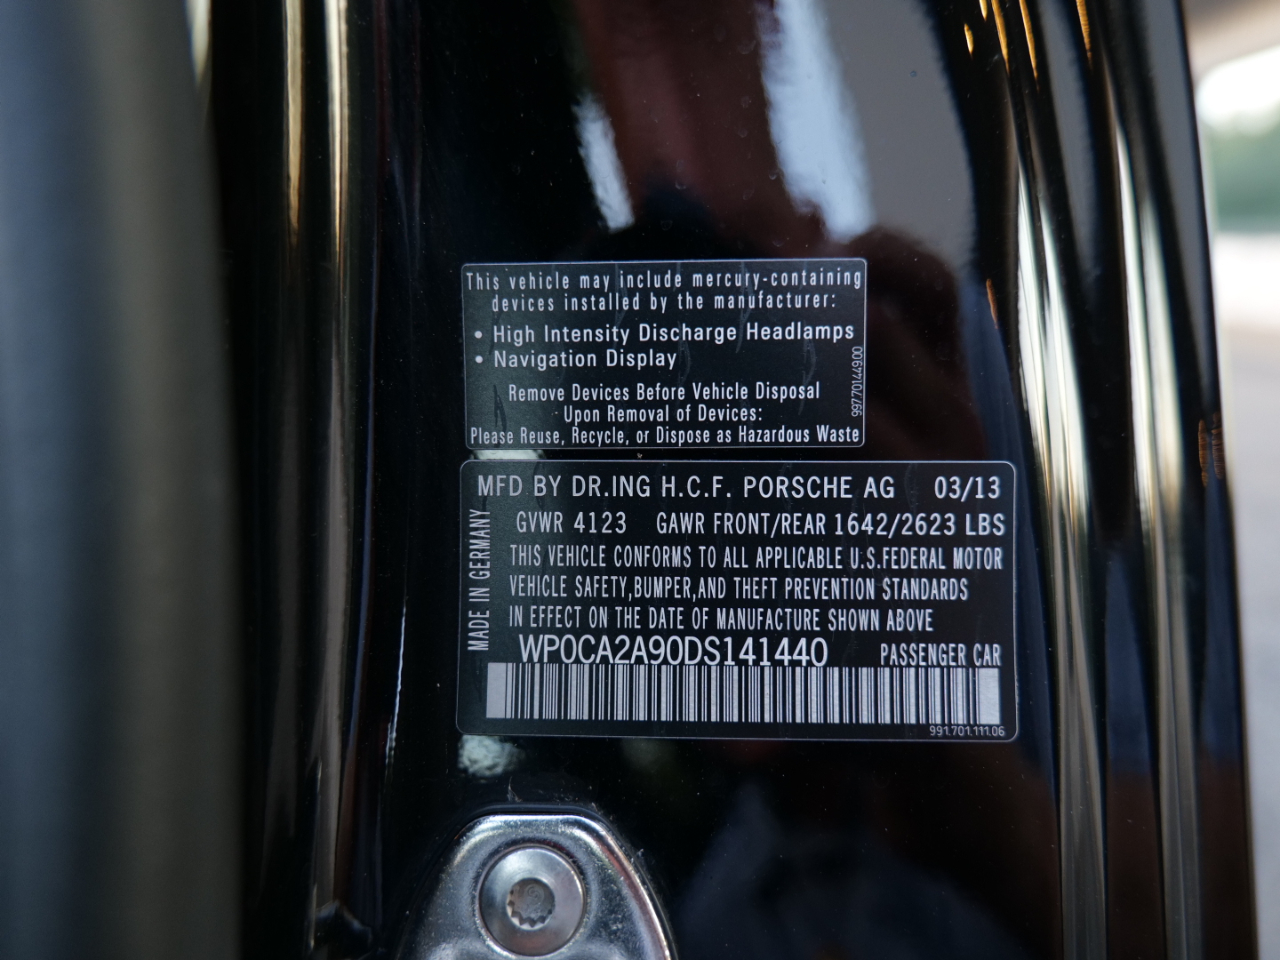 This vehicle may include mercury-containing
devices installed by the manufacturer:
• High Intensity Discharge Headlamps
• Navigation Display
Remove Devices Before Vehicle Disposal
Upon Removal of Devices:
Please Reuse, Recycle, or Dispose as Hazardous Waste
997.701.449.00
MFD BY DR.ING H.C.F. PORSCHE AG 03/13
GVWR 4123 GAWR FRONT/REAR 1642/2623 LBS
THIS VEHICLE CONFORMS TO ALL APPLICABLE U.S.FEDERAL MOTOR
VEHICLE SAFETY,BUMPER,AND THEFT PREVENTION STANDARDS
IN EFFECT ON THE DATE OF MANUFACTURE SHOWN ABOVE
MADE IN GERMANY
WP0CA2A90DS141440 PASSENGER CAR
991.701.111.06